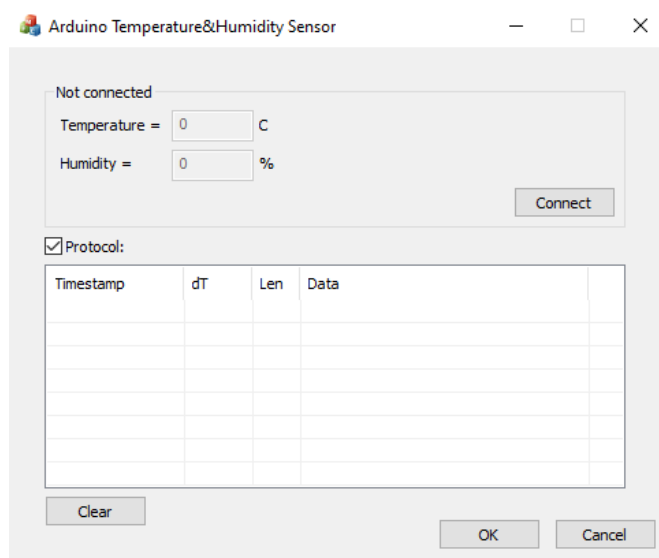 Arduino Temperature&Humidity Sensor
Not connected
Temperature = 0 C
Humidity = 0 %
Connect
Protocol:
Timestamp dT Len Data
Clear
OK Cancel